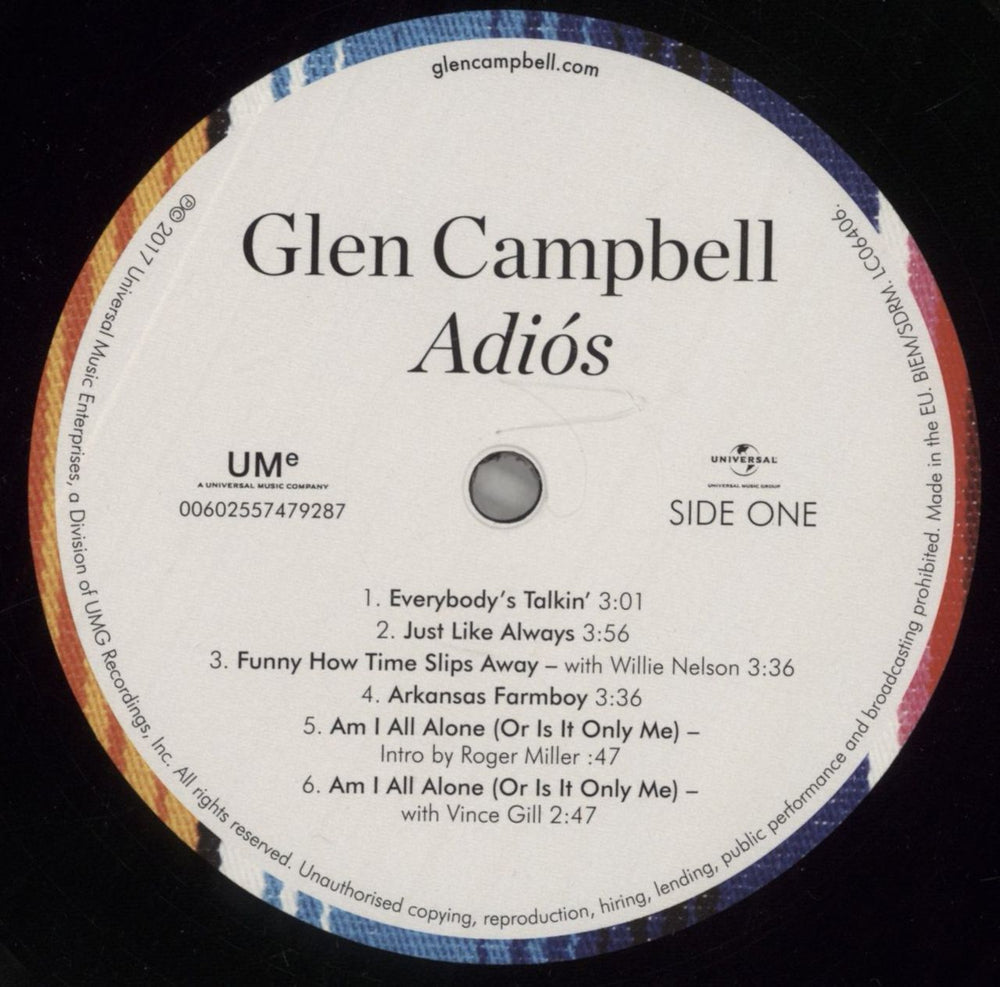 glencampbell.com
Glen Campbell
Adiós
UMe
A UNIVERSAL MUSIC COMPANY
00602557479287
UNIVERSAL
UNIVERSAL MUSIC GROUP
SIDE ONE
1. Everybody's Talkin' 3:01
2. Just Like Always 3:56
3. Funny How Time Slips Away – with Willie Nelson 3:36
4. Arkansas Farmboy 3:36
5. Am I All Alone (Or Is It Only Me) –
Intro by Roger Miller :47
6. Am I All Alone (Or Is It Only Me) –
with Vince Gill 2:47
℗© 2017 Universal Music Enterprises, a Division of UMG Recordings, Inc. All rights reserved. Unauthorised copying, reproduction, hiring, lending, public performance and broadcasting prohibited. Made in the EU. BIEM/SDRM. LC06406.